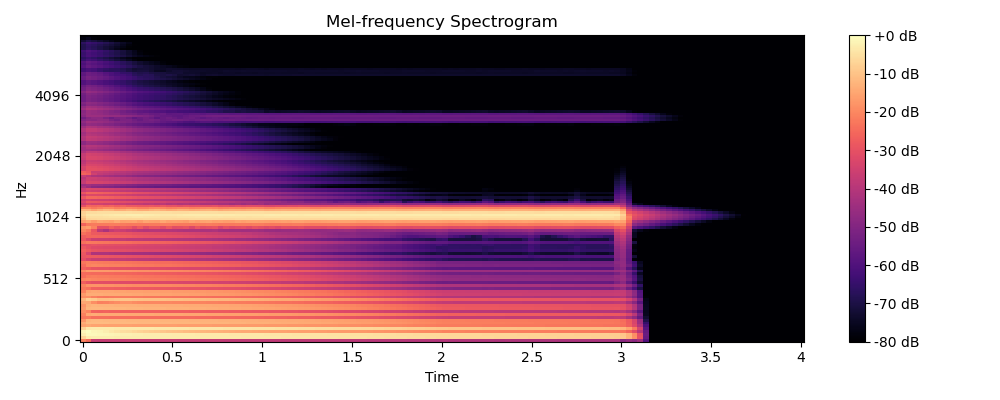 Mel-frequency Spectrogram
Hz
4096
2048
1024
512
0
0
0.5
1
1.5
2
2.5
3
3.5
4
Time
+0 dB
-10 dB
-20 dB
-30 dB
-40 dB
-50 dB
-60 dB
-70 dB
-80 dB